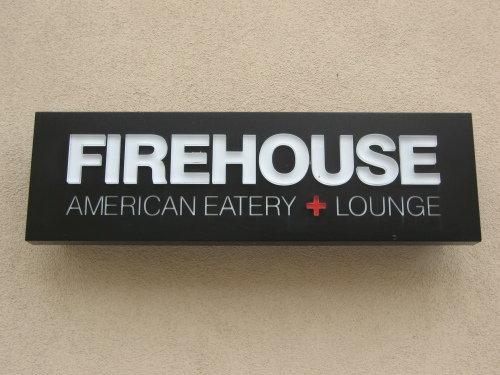 FIREHOUSE
AMERICAN EATERY + LOUNGE